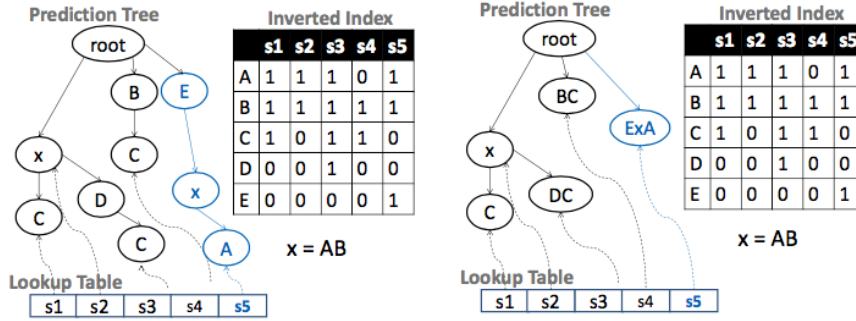 Prediction Tree
root
B
E
x
C
D
x
C
C
A
Lookup Table
s1 s2 s3 s4 s5
Inverted Index
s1 s2 s3 s4 s5
A 1 1 1 0 1
B 1 1 1 1 1
C 1 0 1 1 0
D 0 0 1 0 0
E 0 0 0 0 1
x = AB
Prediction Tree
root
BC
ExA
x
DC
C
Lookup Table
s1 s2 s3 s4 s5
Inverted Index
s1 s2 s3 s4 s5
A 1 1 1 0 1
B 1 1 1 1 1
C 1 0 1 1 0
D 0 0 1 0 0
E 0 0 0 0 1
x = AB